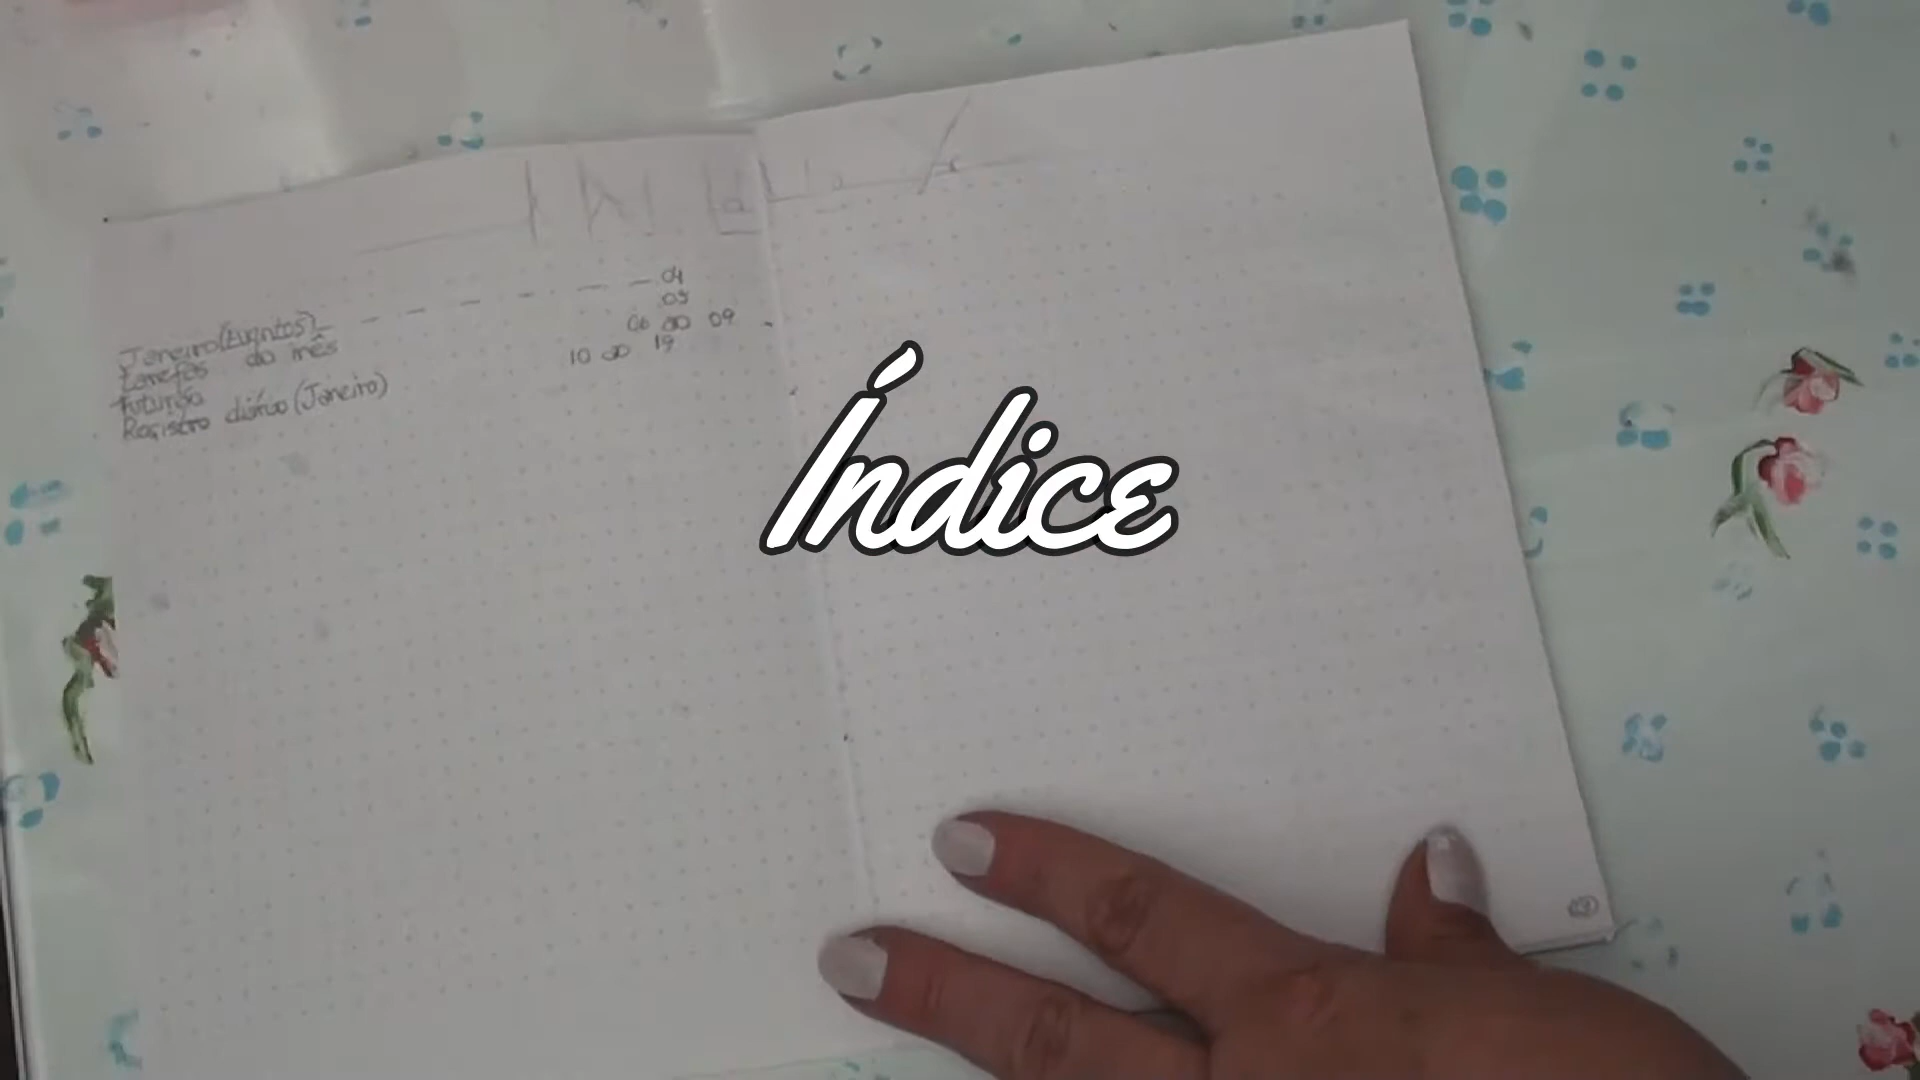 Janeiro (Eventos) 04
tarefas do mês 05
futuro 06 ao 09
Registro diário (Janeiro) 10 ao 19
Índice